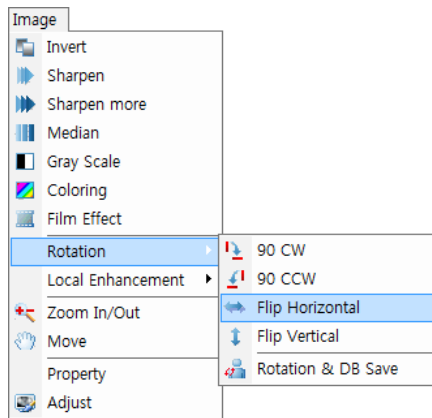 Image
Invert
Sharpen
Sharpen more
Median
Gray Scale
Coloring
Film Effect
Rotation
Local Enhancement
Zoom In/Out
Move
Property
Adjust
90 CW
90 CCW
Flip Horizontal
Flip Vertical
Rotation & DB Save